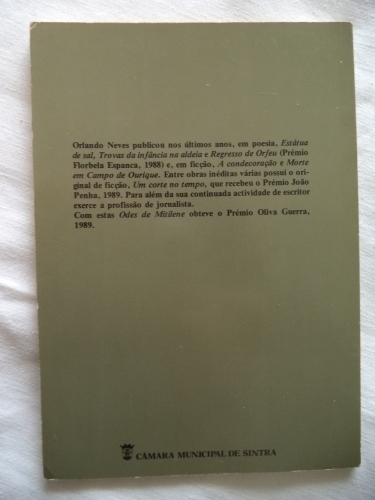 Orlando Neves publicou nos últimos anos, em poesia, Estátua
de sal, Trovas da infância na aldeia e Regresso de Orfeu (Prémio
Florbela Espanca, 1988) e, em ficção, A condecoração e Morte
em Campo de Ourique. Entre obras inéditas várias possui o ori-
ginal de ficção, Um corte no tempo, que recebeu o Prémio João
Penha, 1989. Para além da sua continuada actividade de escritor
exerce a profissão de jornalista.
Com estas Odes de Mitilene obteve o Prémio Oliva Guerra,
1989.
CÂMARA MUNICIPAL DE SINTRA